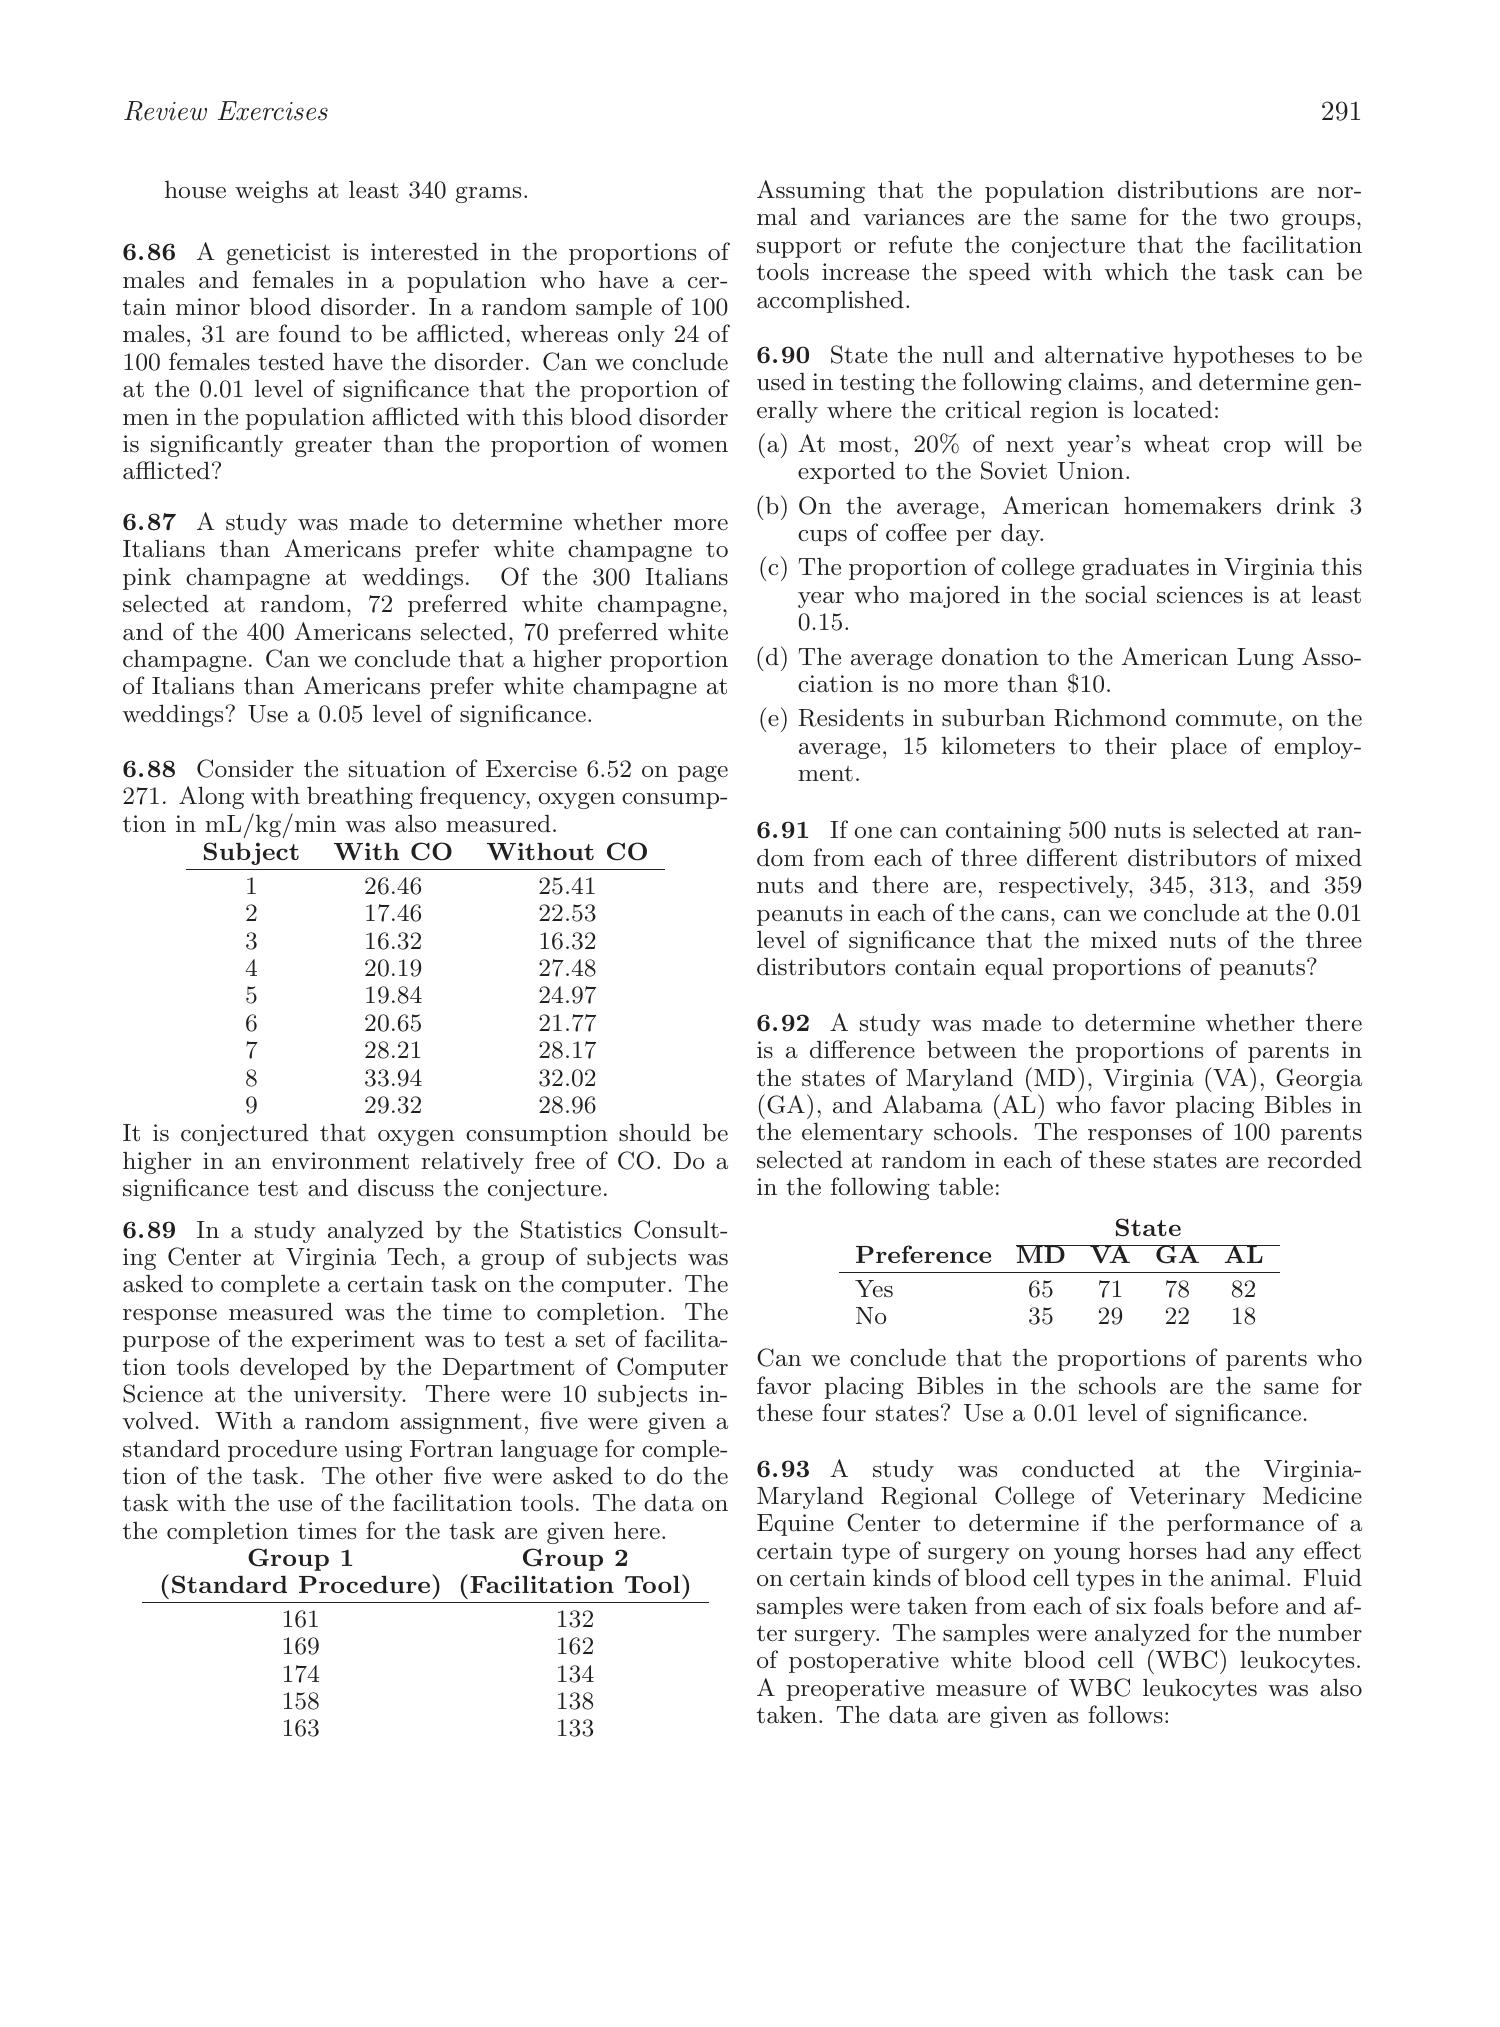 Review Exercises 291
house weighs at least 340 grams.
6.86 A geneticist is interested in the proportions of
males and females in a population who have a cer-
tain minor blood disorder. In a random sample of 100
males, 31 are found to be afflicted, whereas only 24 of
100 females tested have the disorder. Can we conclude
at the 0.01 level of significance that the proportion of
men in the population afflicted with this blood disorder
is significantly greater than the proportion of women
afflicted?
6.87 A study was made to determine whether more
Italians than Americans prefer white champagne to
pink champagne at weddings. Of the 300 Italians
selected at random, 72 preferred white champagne,
and of the 400 Americans selected, 70 preferred white
champagne. Can we conclude that a higher proportion
of Italians than Americans prefer white champagne at
weddings? Use a 0.05 level of significance.
6.88 Consider the situation of Exercise 6.52 on page
271. Along with breathing frequency, oxygen consump-
tion in mL/kg/min was also measured.
Subject With CO Without CO
1 26.46 25.41
2 17.46 22.53
3 16.32 16.32
4 20.19 27.48
5 19.84 24.97
6 20.65 21.77
7 28.21 28.17
8 33.94 32.02
9 29.32 28.96
It is conjectured that oxygen consumption should be
higher in an environment relatively free of CO. Do a
significance test and discuss the conjecture.
6.89 In a study analyzed by the Statistics Consult-
ing Center at Virginia Tech, a group of subjects was
asked to complete a certain task on the computer. The
response measured was the time to completion. The
purpose of the experiment was to test a set of facilita-
tion tools developed by the Department of Computer
Science at the university. There were 10 subjects in-
volved. With a random assignment, five were given a
standard procedure using Fortran language for comple-
tion of the task. The other five were asked to do the
task with the use of the facilitation tools. The data on
the completion times for the task are given here.
Group 1 Group 2
(Standard Procedure) (Facilitation Tool)
161 132
169 162
174 134
158 138
163 133
Assuming that the population distributions are nor-
mal and variances are the same for the two groups,
support or refute the conjecture that the facilitation
tools increase the speed with which the task can be
accomplished.
6.90 State the null and alternative hypotheses to be
used in testing the following claims, and determine gen-
erally where the critical region is located:
(a) At most, 20% of next year's wheat crop will be
exported to the Soviet Union.
(b) On the average, American homemakers drink 3
cups of coffee per day.
(c) The proportion of college graduates in Virginia this
year who majored in the social sciences is at least
0.15.
(d) The average donation to the American Lung Asso-
ciation is no more than $10.
(e) Residents in suburban Richmond commute, on the
average, 15 kilometers to their place of employ-
ment.
6.91 If one can containing 500 nuts is selected at ran-
dom from each of three different distributors of mixed
nuts and there are, respectively, 345, 313, and 359
peanuts in each of the cans, can we conclude at the 0.01
level of significance that the mixed nuts of the three
distributors contain equal proportions of peanuts?
6.92 A study was made to determine whether there
is a difference between the proportions of parents in
the states of Maryland (MD), Virginia (VA), Georgia
(GA), and Alabama (AL) who favor placing Bibles in
the elementary schools. The responses of 100 parents
selected at random in each of these states are recorded
in the following table:
State
Preference MD VA GA AL
Yes 65 71 78 82
No 35 29 22 18
Can we conclude that the proportions of parents who
favor placing Bibles in the schools are the same for
these four states? Use a 0.01 level of significance.
6.93 A study was conducted at the Virginia-
Maryland Regional College of Veterinary Medicine
Equine Center to determine if the performance of a
certain type of surgery on young horses had any effect
on certain kinds of blood cell types in the animal. Fluid
samples were taken from each of six foals before and af-
ter surgery. The samples were analyzed for the number
of postoperative white blood cell (WBC) leukocytes.
A preoperative measure of WBC leukocytes was also
taken. The data are given as follows: